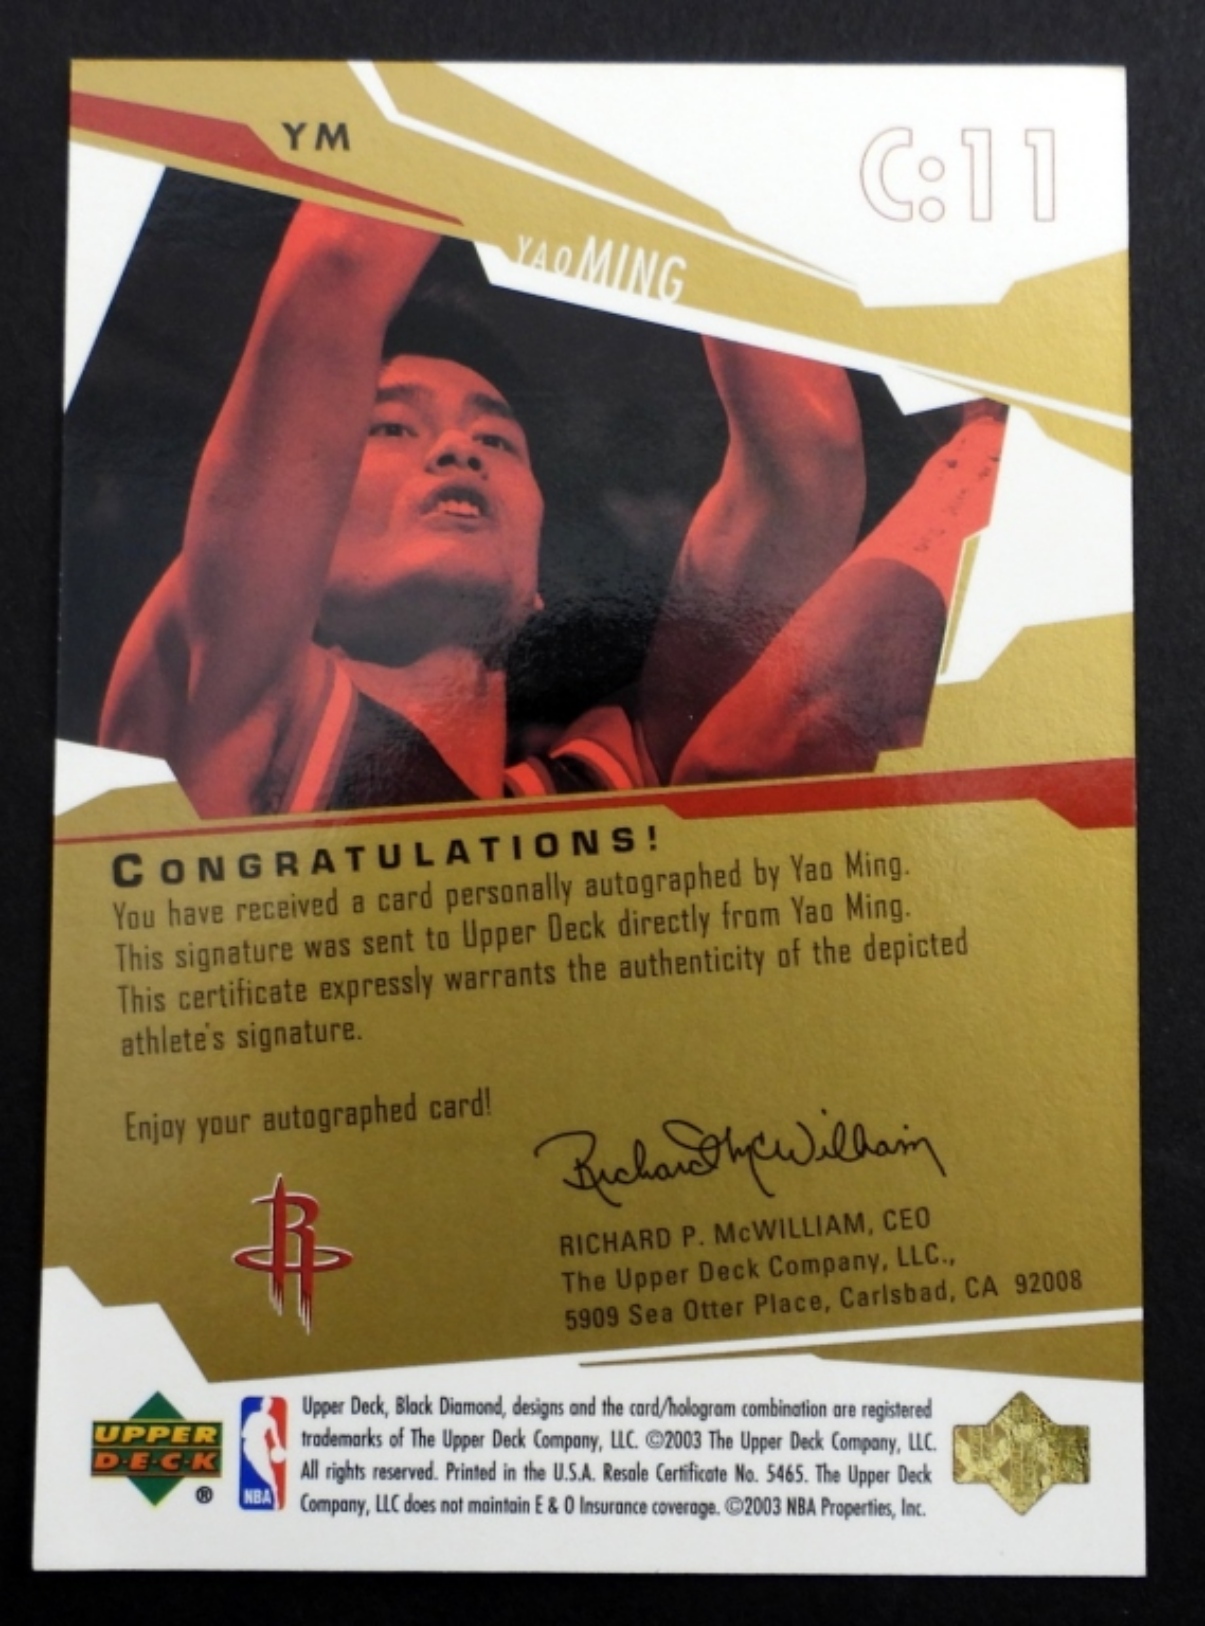 YM
C:11
YAO MING
CONGRATULATIONS!
You have received a card personally autographed by Yao Ming.
This signature was sent to Upper Deck directly from Yao Ming.
This certificate expressly warrants the authenticity of the depicted
athlete's signature.
Enjoy your autographed card!
Richard McWilliam
RICHARD P. McWILLIAM, CEO
The Upper Deck Company, LLC.,
5909 Sea Otter Place, Carlsbad, CA 92008
R
UPPER
D·E·C·K
®
NBA
Upper Deck, Black Diamond, designs and the card/hologram combination are registered
trademarks of The Upper Deck Company, LLC. ©2003 The Upper Deck Company, LLC.
All rights reserved. Printed in the U.S.A. Resale Certificate No. 5465. The Upper Deck
Company, LLC does not maintain E & O Insurance coverage. ©2003 NBA Properties, Inc.